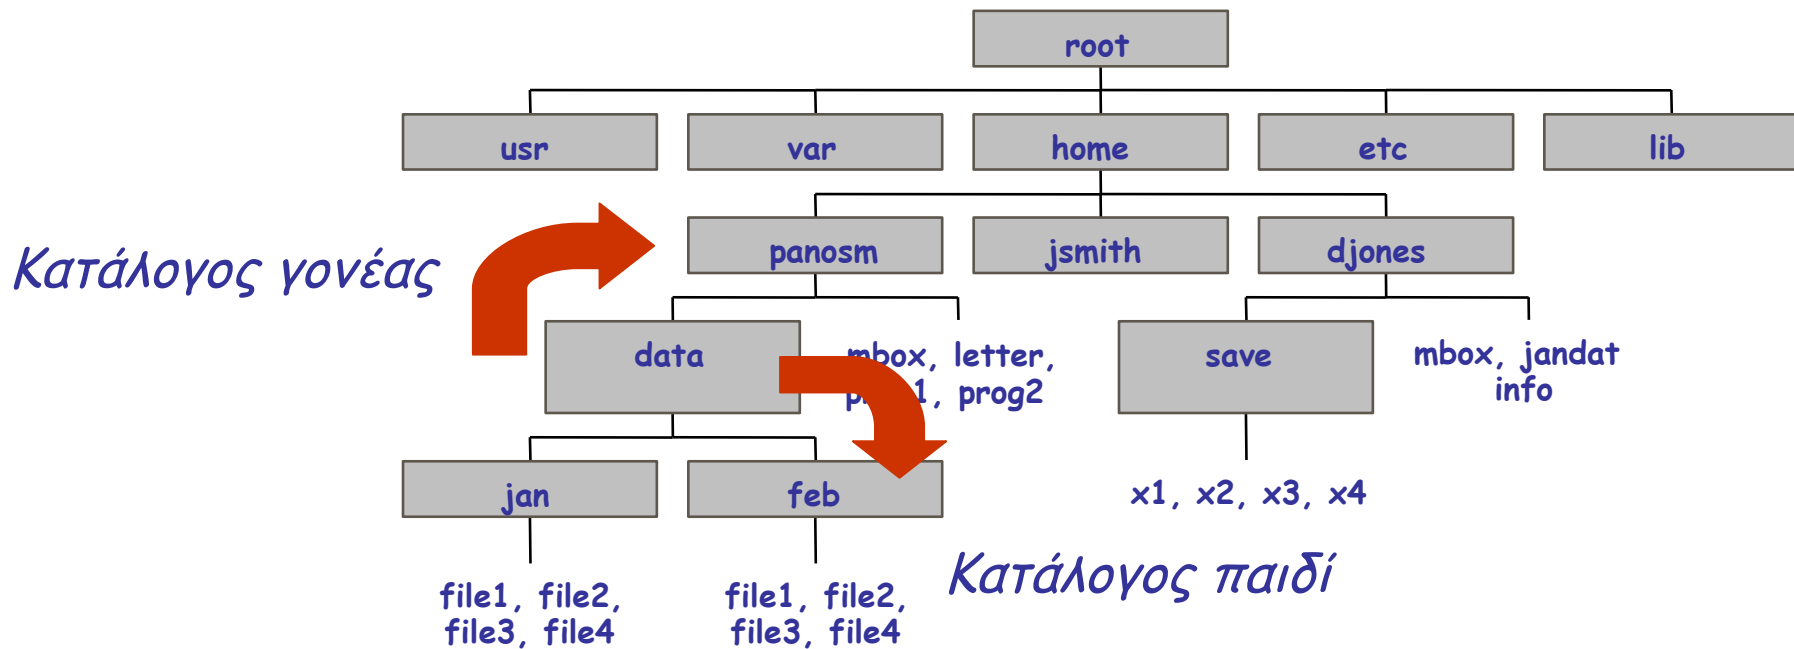 root
usr
var
home
etc
lib
Κατάλογος γονέας
panosm
jsmith
djones
data
mbox, letter,
1, prog2
save
mbox, jandat
info
jan
feb
x1, x2, x3, x4
Κατάλογος παιδί
file1, file2,
file3, file4
file1, file2,
file3, file4